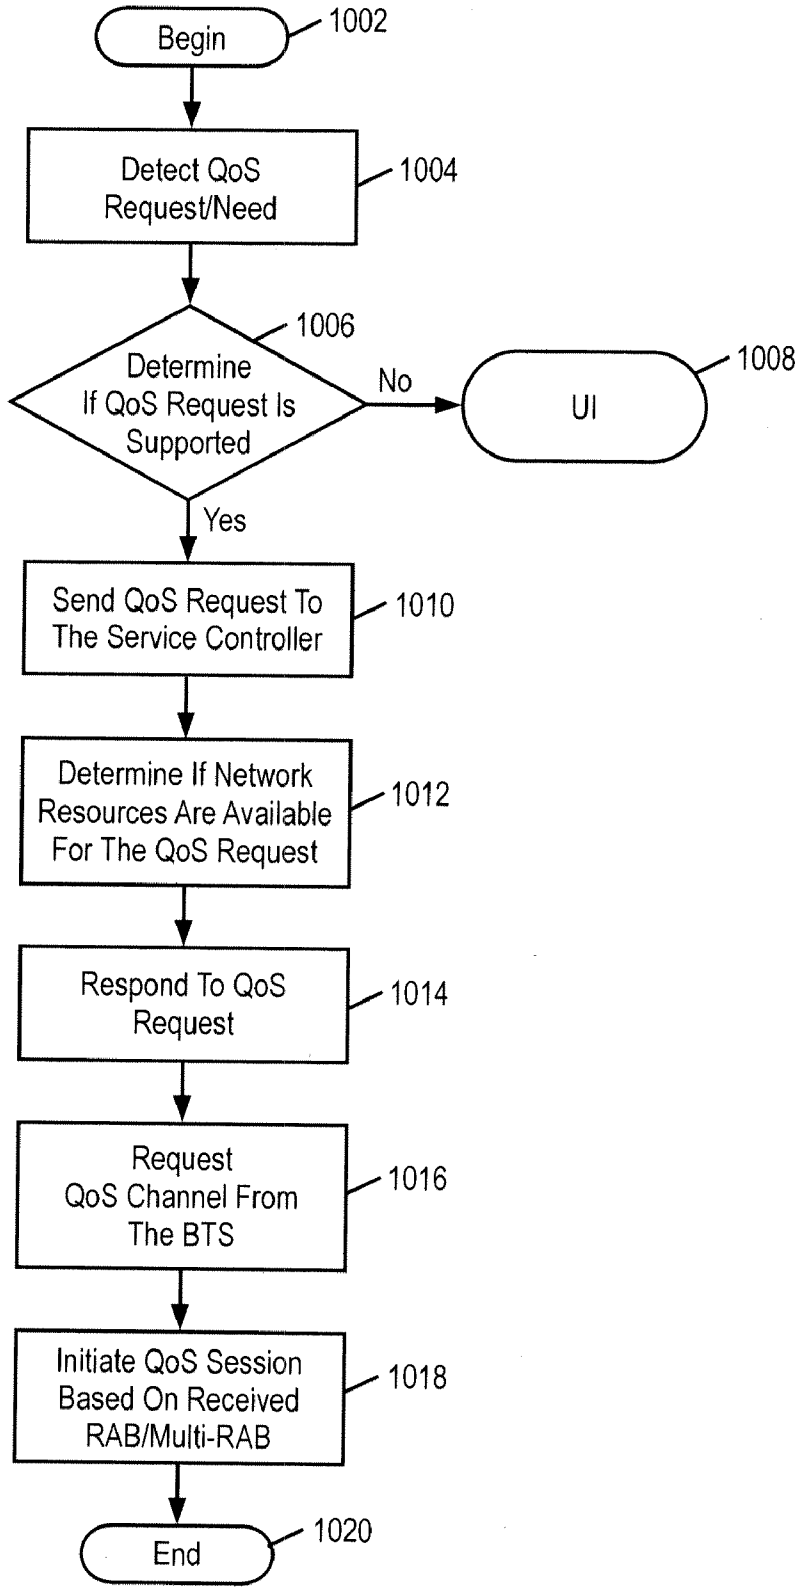 Begin
1002
Detect QoS
Request/Need
1004
1006
Determine
If QoS Request Is
Supported
No
UI
1008
Yes
Send QoS Request To
The Service Controller
1010
Determine If Network
Resources Are Available
For The QoS Request
1012
Respond To QoS
Request
1014
Request
QoS Channel From
The BTS
1016
Initiate QoS Session
Based On Received
RAB/Multi-RAB
1018
End
1020